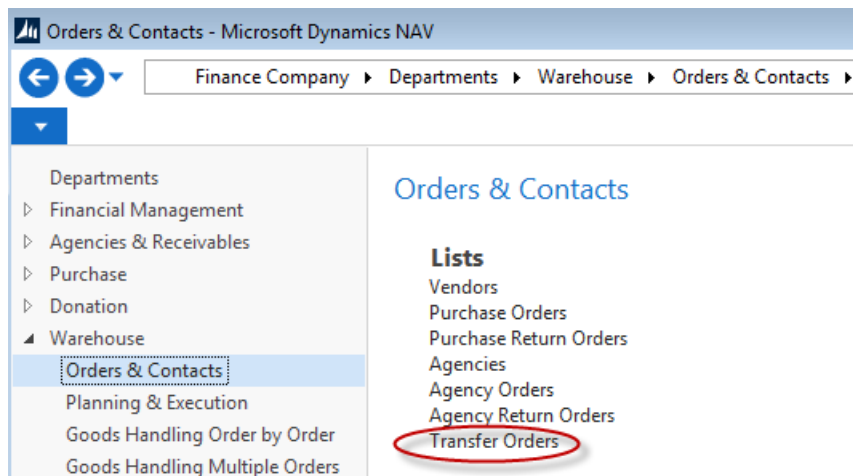 Orders & Contacts - Microsoft Dynamics NAV
Finance Company ▸ Departments ▸ Warehouse ▸ Orders & Contacts ▸
Departments
Financial Management
Agencies & Receivables
Purchase
Donation
Warehouse
Orders & Contacts
Planning & Execution
Goods Handling Order by Order
Goods Handling Multiple Orders
Orders & Contacts
Lists
Vendors
Purchase Orders
Purchase Return Orders
Agencies
Agency Orders
Agency Return Orders
Transfer Orders